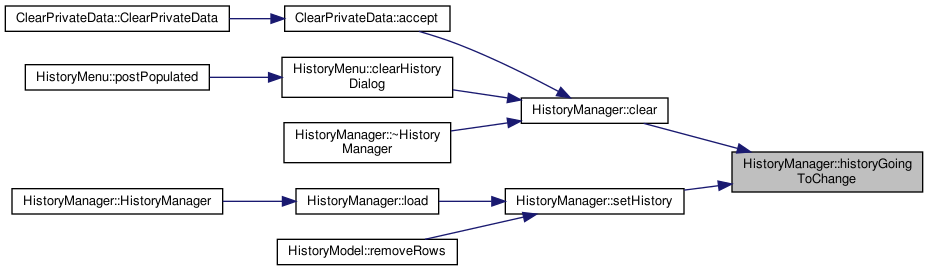 ClearPrivateData::ClearPrivateData
ClearPrivateData::accept
HistoryMenu::postPopulated
HistoryMenu::clearHistory
Dialog
HistoryManager::clear
HistoryManager::~History
Manager
HistoryManager::historyGoing
ToChange
HistoryManager::HistoryManager
HistoryManager::load
HistoryManager::setHistory
HistoryModel::removeRows